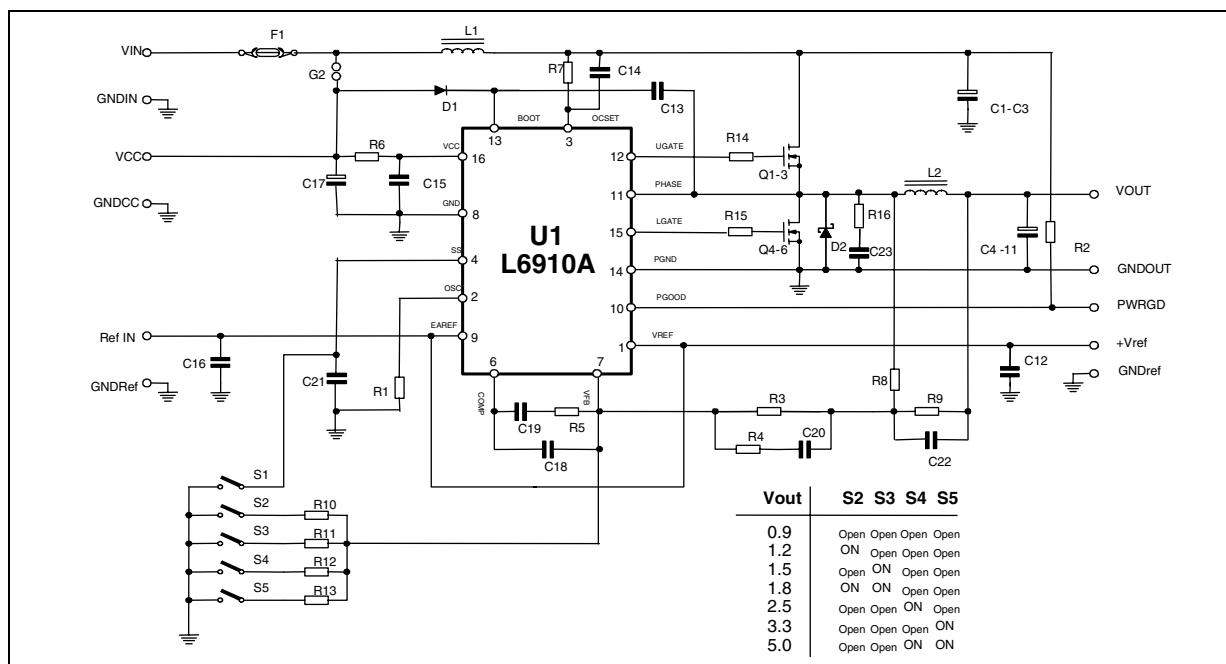 F1
L1
VIN
G2
R7
C14
GNDIN
D1
C13
C1-C3
BOOT
OCSET
13
3
VCC
R6
VCC
16
12
UGATE
R14
Q1-3
C17
C15
11
PHASE
L2
VOUT
GNDCC
GND
8
U1
L6910A
15
LGATE
R15
Q4-6
D2
R16
C23
C4 -11
R2
SS
4
14
PGND
GNDOUT
OSC
2
10
PGOOD
PWRGD
Ref IN
EAREF
9
1
VREF
+Vref
C16
6
7
C12
GNDRef
C21
R1
COMP
VFB
R8
GNDref
C19
R5
R3
R9
R4
C20
C18
C22
S1
S2
R10
S3
R11
S4
R12
S5
R13
Vout S2 S3 S4 S5
0.9 Open Open Open Open
1.2 ON Open Open Open
1.5 Open ON Open Open
1.8 ON ON Open Open
2.5 Open Open ON Open
3.3 Open Open Open ON
5.0 Open Open ON ON